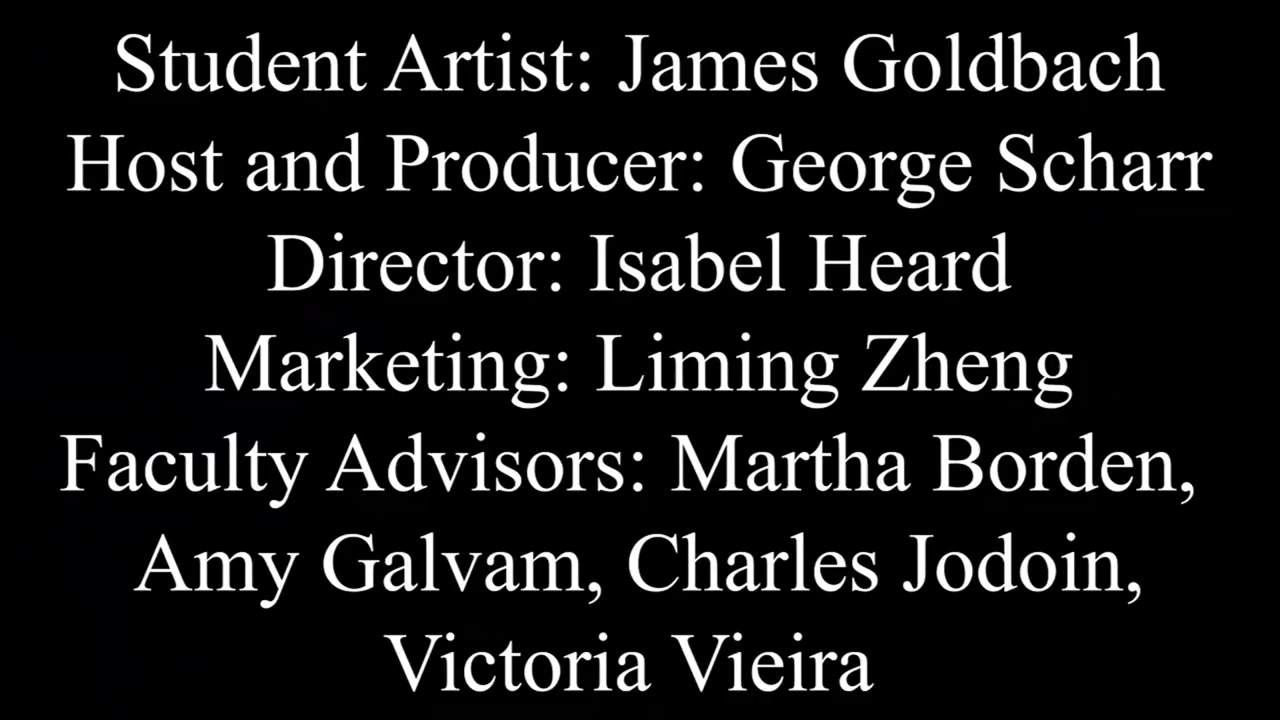 Student Artist: James Goldbach
Host and Producer: George Scharr
Director: Isabel Heard
Marketing: Liming Zheng
Faculty Advisors: Martha Borden,
Amy Galvam, Charles Jodoin,
Victoria Vieira